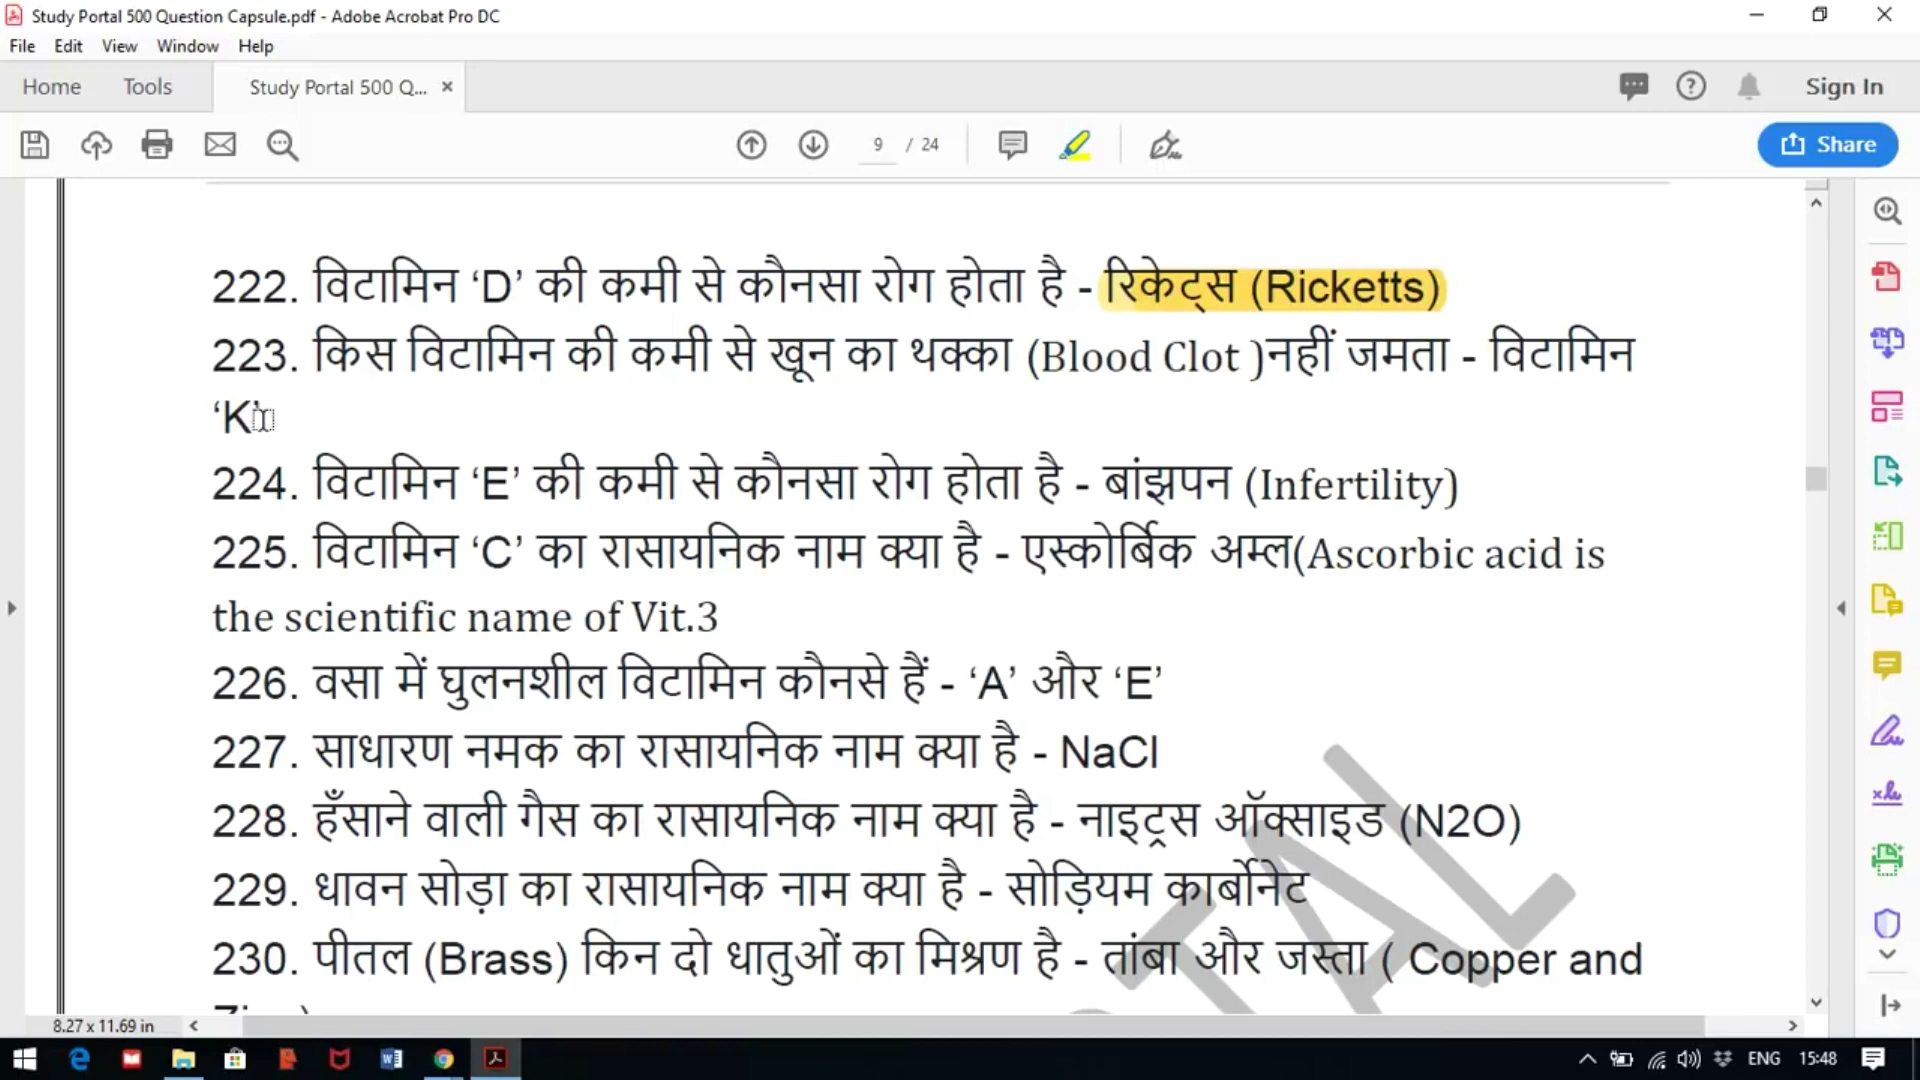 Study Portal 500 Question Capsule.pdf - Adobe Acrobat Pro DC
File Edit View Window Help
Home Tools Study Portal 500 Q... × Sign In
9 / 24 Share
222. विटामिन ‘D’ की कमी से कौनसा रोग होता है - रिकेट्स (Ricketts)
223. किस विटामिन की कमी से खून का थक्का (Blood Clot )नहीं जमता - विटामिन
‘K’
224. विटामिन ‘E’ की कमी से कौनसा रोग होता है - बांझपन (Infertility)
225. विटामिन ‘C’ का रासायनिक नाम क्या है - एस्कोर्बिक अम्ल(Ascorbic acid is
the scientific name of Vit.3
226. वसा में घुलनशील विटामिन कौनसे हैं - ‘A’ और ‘E’
227. साधारण नमक का रासायनिक नाम क्या है - NaCl
228. हँसाने वाली गैस का रासायनिक नाम क्या है - नाइट्रस ऑक्साइड (N2O)
229. धावन सोड़ा का रासायनिक नाम क्या है - सोड़ियम कार्बोनेट
230. पीतल (Brass) किन दो धातुओं का मिश्रण है - तांबा और जस्ता ( Copper and
8.27 x 11.69 in
ENG 15:48